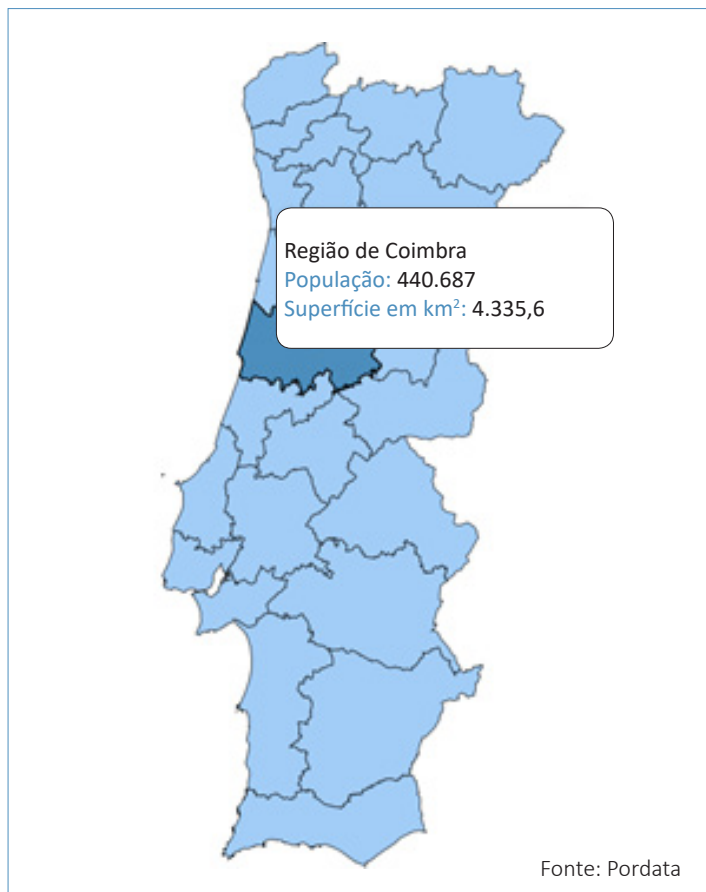 Região de Coimbra
População: 440.687
Superfície em km²: 4.335,6
Fonte: Pordata